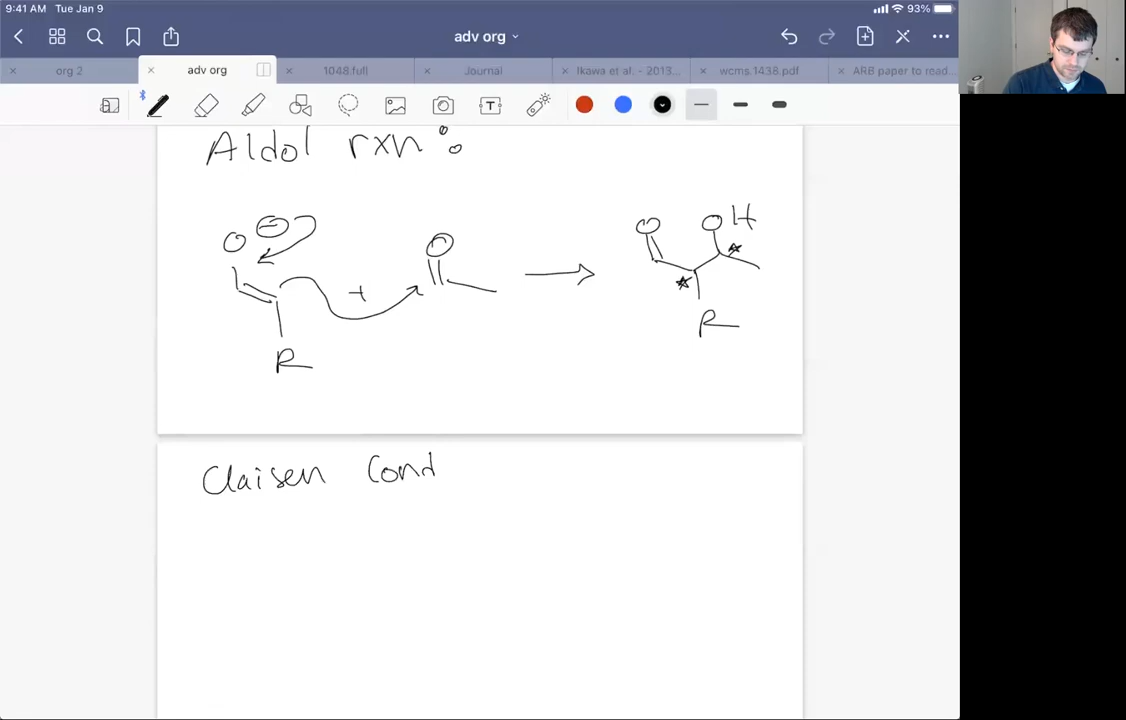 9:41 AM Tue Jan 9
93%
adv org
org 2
adv org
1048.full
Journal
Ikawa et al. - 2013...
wcms.1438.pdf
ARB paper to read...
T
Aldol rxn:
O ⊖
O
O
OH
+
R
R
Claisen Cond